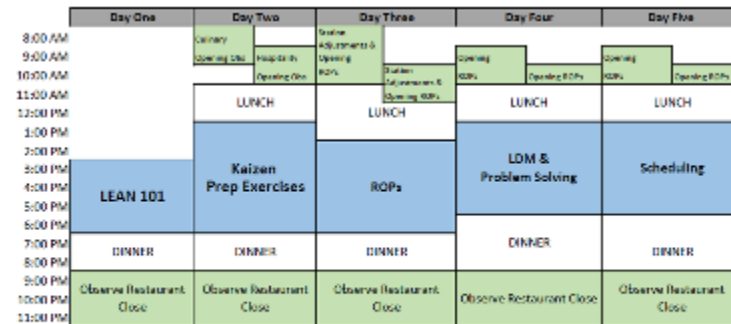 Day One Day Two Day Three Day Four Day Five
8:00 AM
9:00 AM
10:00 AM
11:00 AM
12:00 PM
1:00 PM
2:00 PM
3:00 PM
4:00 PM
5:00 PM
6:00 PM
7:00 PM
8:00 PM
9:00 PM
10:00 PM
11:00 PM
LEAN 101
DINNER
Observe Restaurant
Close
Culinary
Opening Obs
Hospitality
Opening Obs
LUNCH
Kaizen
Prep Exercises
DINNER
Observe Restaurant
Close
Station
Adjustments &
Opening
ROPs
Station
Adjustments &
Opening ROPs
LUNCH
ROPs
DINNER
Observe Restaurant
Close
Opening
ROPs
Opening ROPs
LUNCH
LDM &
Problem Solving
DINNER
Observe Restaurant Close
Opening
ROPs
Opening ROPs
LUNCH
Scheduling
DINNER
Observe Restaurant
Close